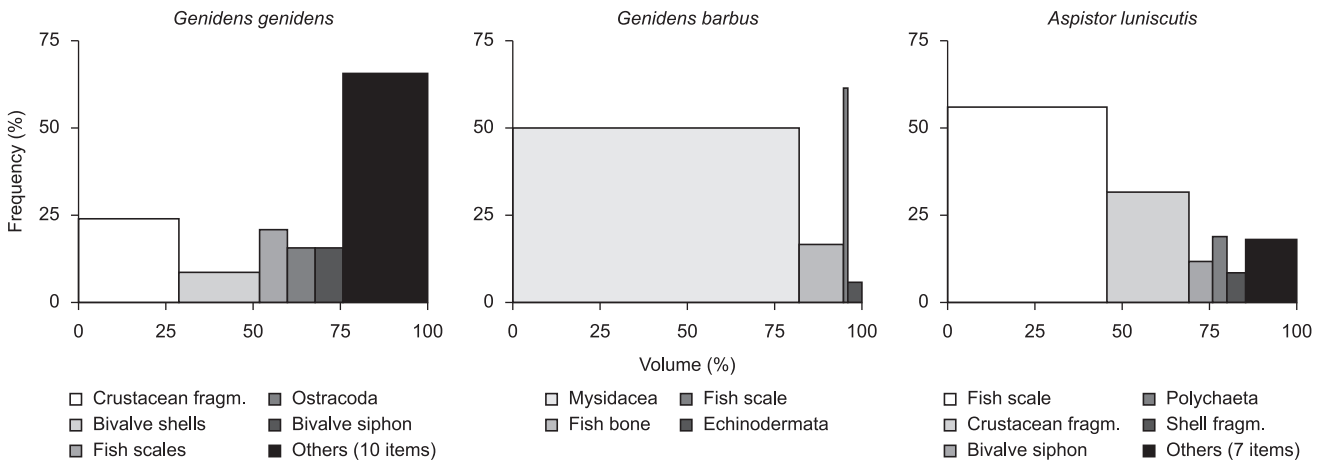 Genidens genidens
Genidens barbus
Aspistor luniscutis
Frequency (%)
75
50
25
0
0 25 50 75 100
75
50
25
0
0 25 50 75 100
75
50
25
0
0 25 50 75 100
Volume (%)
Crustacean fragm.
Bivalve shells
Fish scales
Ostracoda
Bivalve siphon
Others (10 items)
Mysidacea
Fish bone
Fish scale
Echinodermata
Fish scale
Crustacean fragm.
Bivalve siphon
Polychaeta
Shell fragm.
Others (7 items)